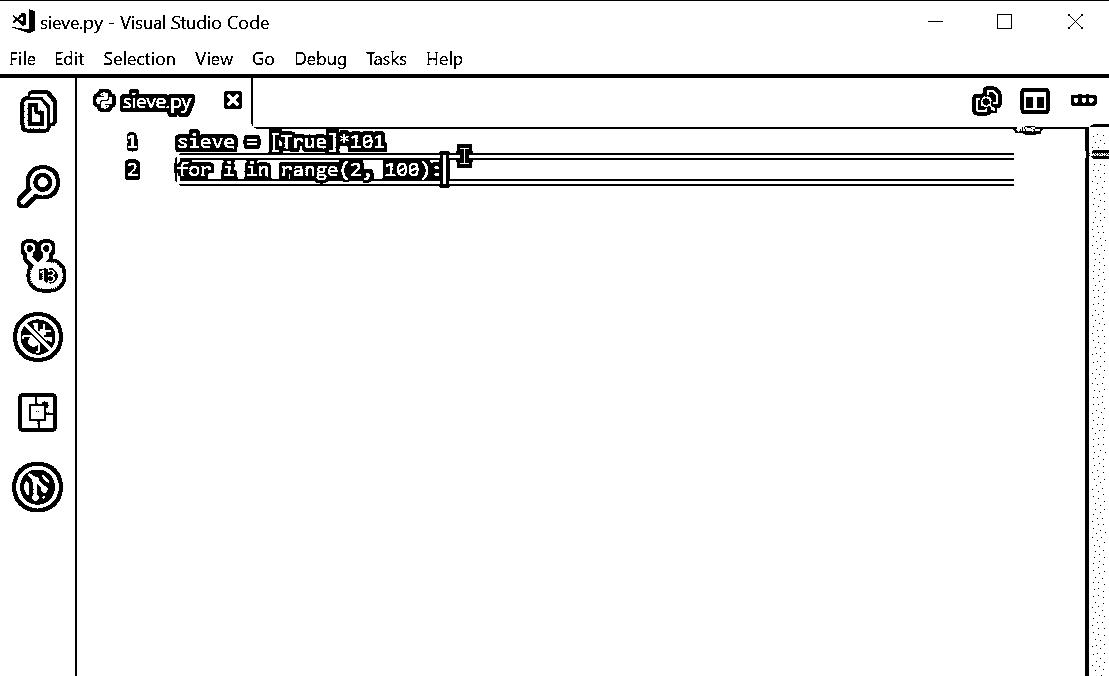 sieve.py - Visual Studio Code
File Edit Selection View Go Debug Tasks Help
sieve.py
1 sieve = [True]*101
2 for i in range(2, 100):
13